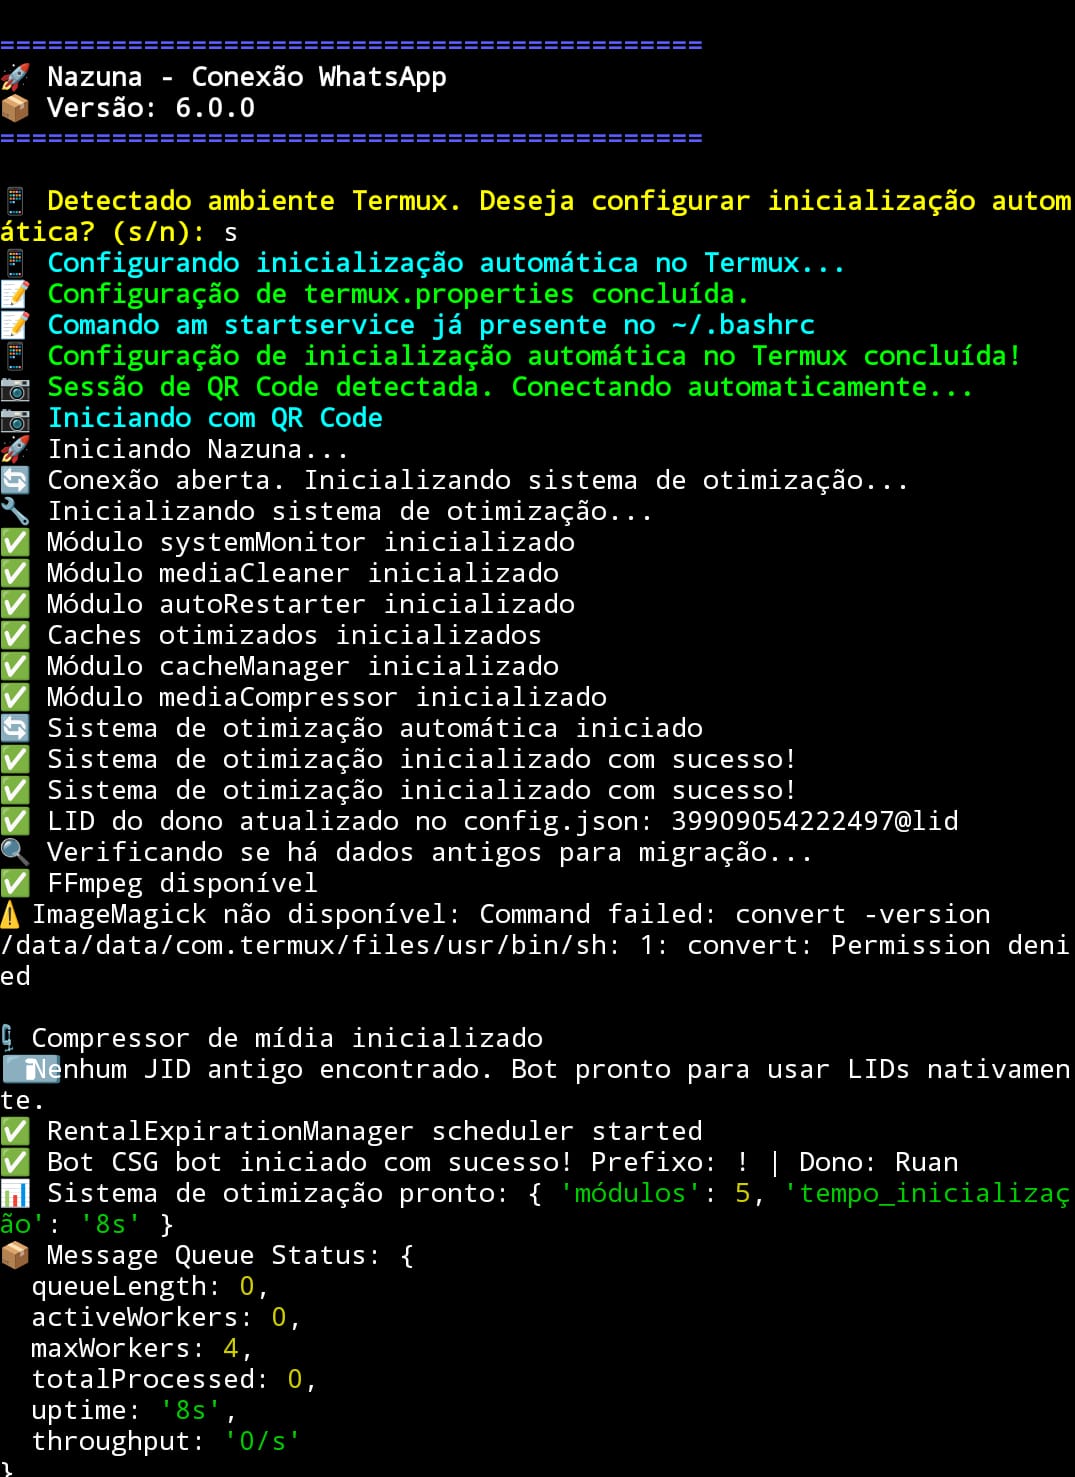 ============================================
🚀 Nazuna - Conexão WhatsApp
📦 Versão: 6.0.0
============================================
📱 Detectado ambiente Termux. Deseja configurar inicialização autom
ática? (s/n): s
📱 Configurando inicialização automática no Termux...
📝 Configuração de termux.properties concluída.
📝 Comando am startservice já presente no ~/.bashrc
📱 Configuração de inicialização automática no Termux concluída!
📷 Sessão de QR Code detectada. Conectando automaticamente...
📷 Iniciando com QR Code
🚀 Iniciando Nazuna...
🔄 Conexão aberta. Inicializando sistema de otimização...
🔧 Inicializando sistema de otimização...
✅ Módulo systemMonitor inicializado
✅ Módulo mediaCleaner inicializado
✅ Módulo autoRestarter inicializado
✅ Caches otimizados inicializados
✅ Módulo cacheManager inicializado
✅ Módulo mediaCompressor inicializado
🔄 Sistema de otimização automática iniciado
✅ Sistema de otimização inicializado com sucesso!
✅ Sistema de otimização inicializado com sucesso!
✅ LID do dono atualizado no config.json: 39909054222497@lid
🔍 Verificando se há dados antigos para migração...
✅ FFmpeg disponível
⚠️ ImageMagick não disponível: Command failed: convert -version
/data/data/com.termux/files/usr/bin/sh: 1: convert: Permission deni
ed
🗜️ Compressor de mídia inicializado
ℹ️ Nenhum JID antigo encontrado. Bot pronto para usar LIDs nativamen
te.
✅ RentalExpirationManager scheduler started
✅ Bot CSG bot iniciado com sucesso! Prefixo: ! | Dono: Ruan
📊 Sistema de otimização pronto: { 'módulos': 5, 'tempo_inicializaç
ão': '8s' }
📦 Message Queue Status: {
queueLength: 0,
activeWorkers: 0,
maxWorkers: 4,
totalProcessed: 0,
uptime: '8s',
throughput: '0/s'
}